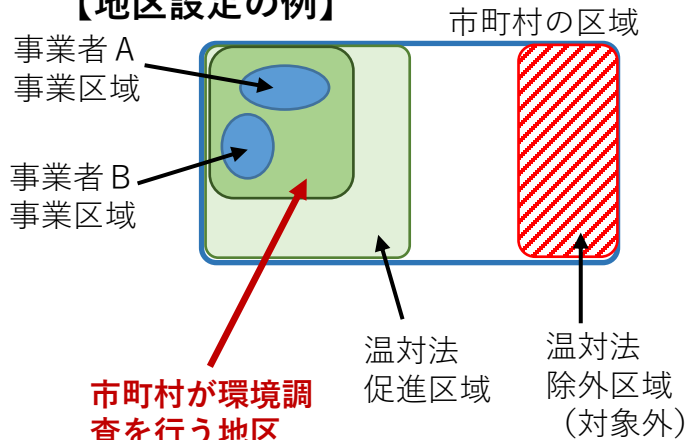 【地区設定の例】
市町村の区域
事業者A
事業区域
事業者B
事業区域
温対法
促進区域
温対法
除外区域
（対象外）
市町村が環境調
査を行う地区